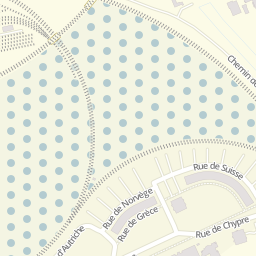 Chemin de
Rue de Suisse
Rue de Norvège
Rue de Grèce
Rue de Chypre
d'Autriche